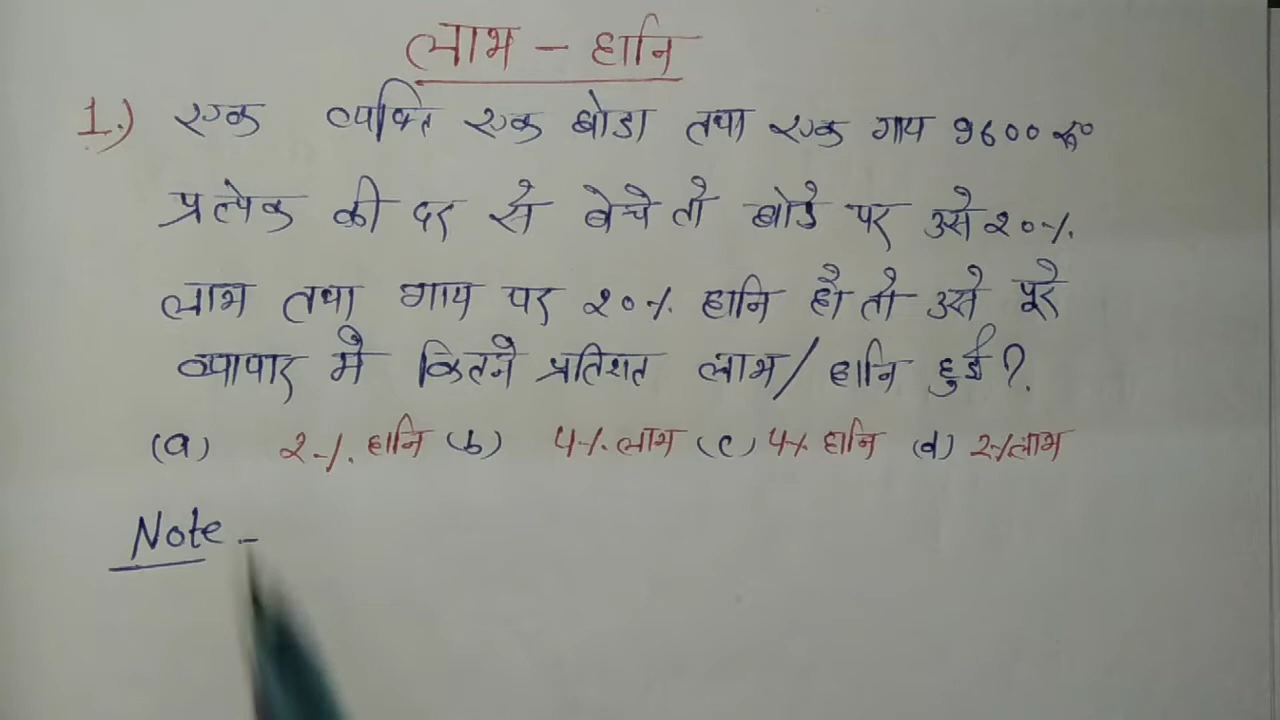 लाभ - हानि
1.) एक व्यक्ति एक घोडा तथा एक गाय 9600 रू०
प्रत्येक की दर से बेचे तो घोडे पर उसे 20%
लाभ तथा गाय पर 20% हानि हो तो उसे पूरे
व्यापार मे कितने प्रतिशत लाभ/हानि हुई ?
(a) 2% हानि (b) 4% लाभ (c) 4% हानि (d) 2% लाभ
Note -